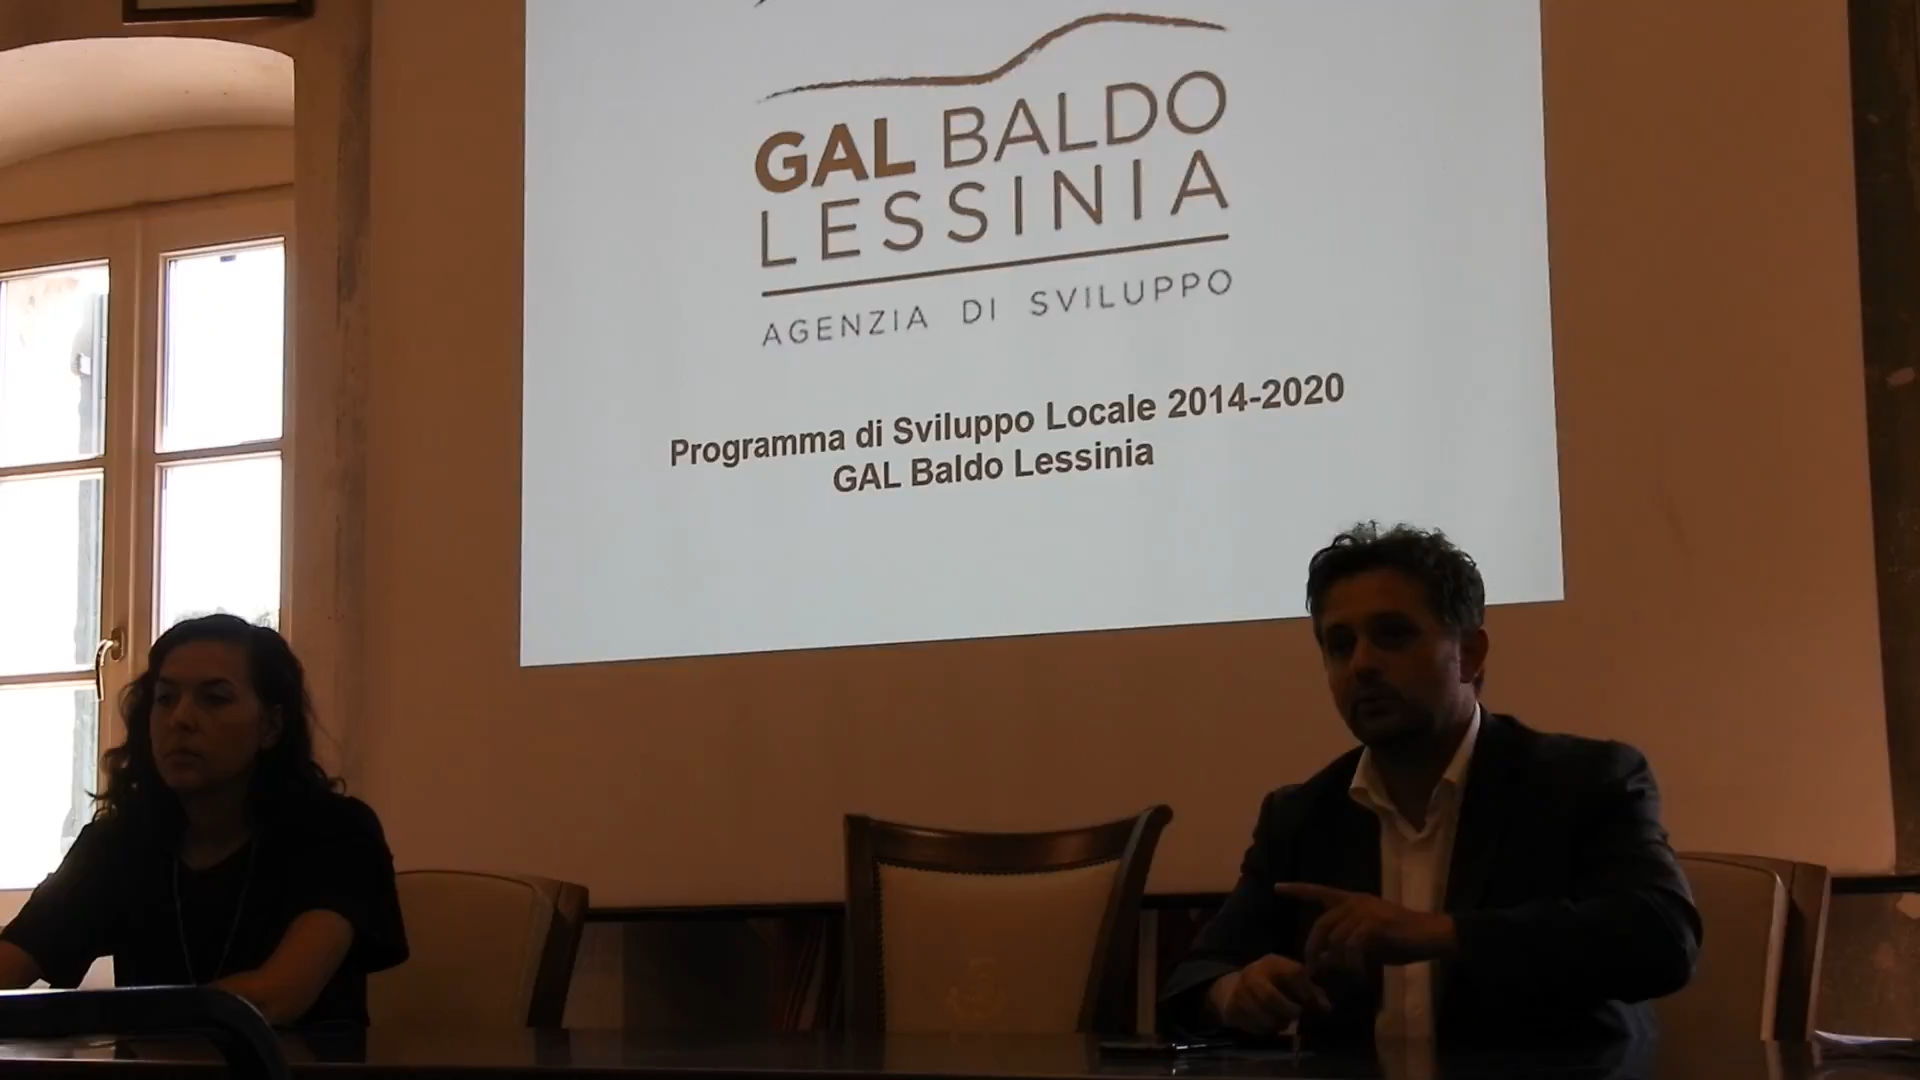 GAL BALDO
LESSINIA
AGENZIA DI SVILUPPO
Programma di Sviluppo Locale 2014-2020
GAL Baldo Lessinia